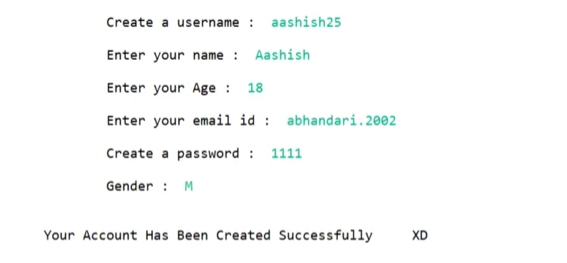 Create a username :  aashish25
Enter your name :  Aashish
Enter your Age :  18
Enter your email id :  abhandari.2002
Create a password :  1111
Gender :  M
Your Account Has Been Created Successfully     XD